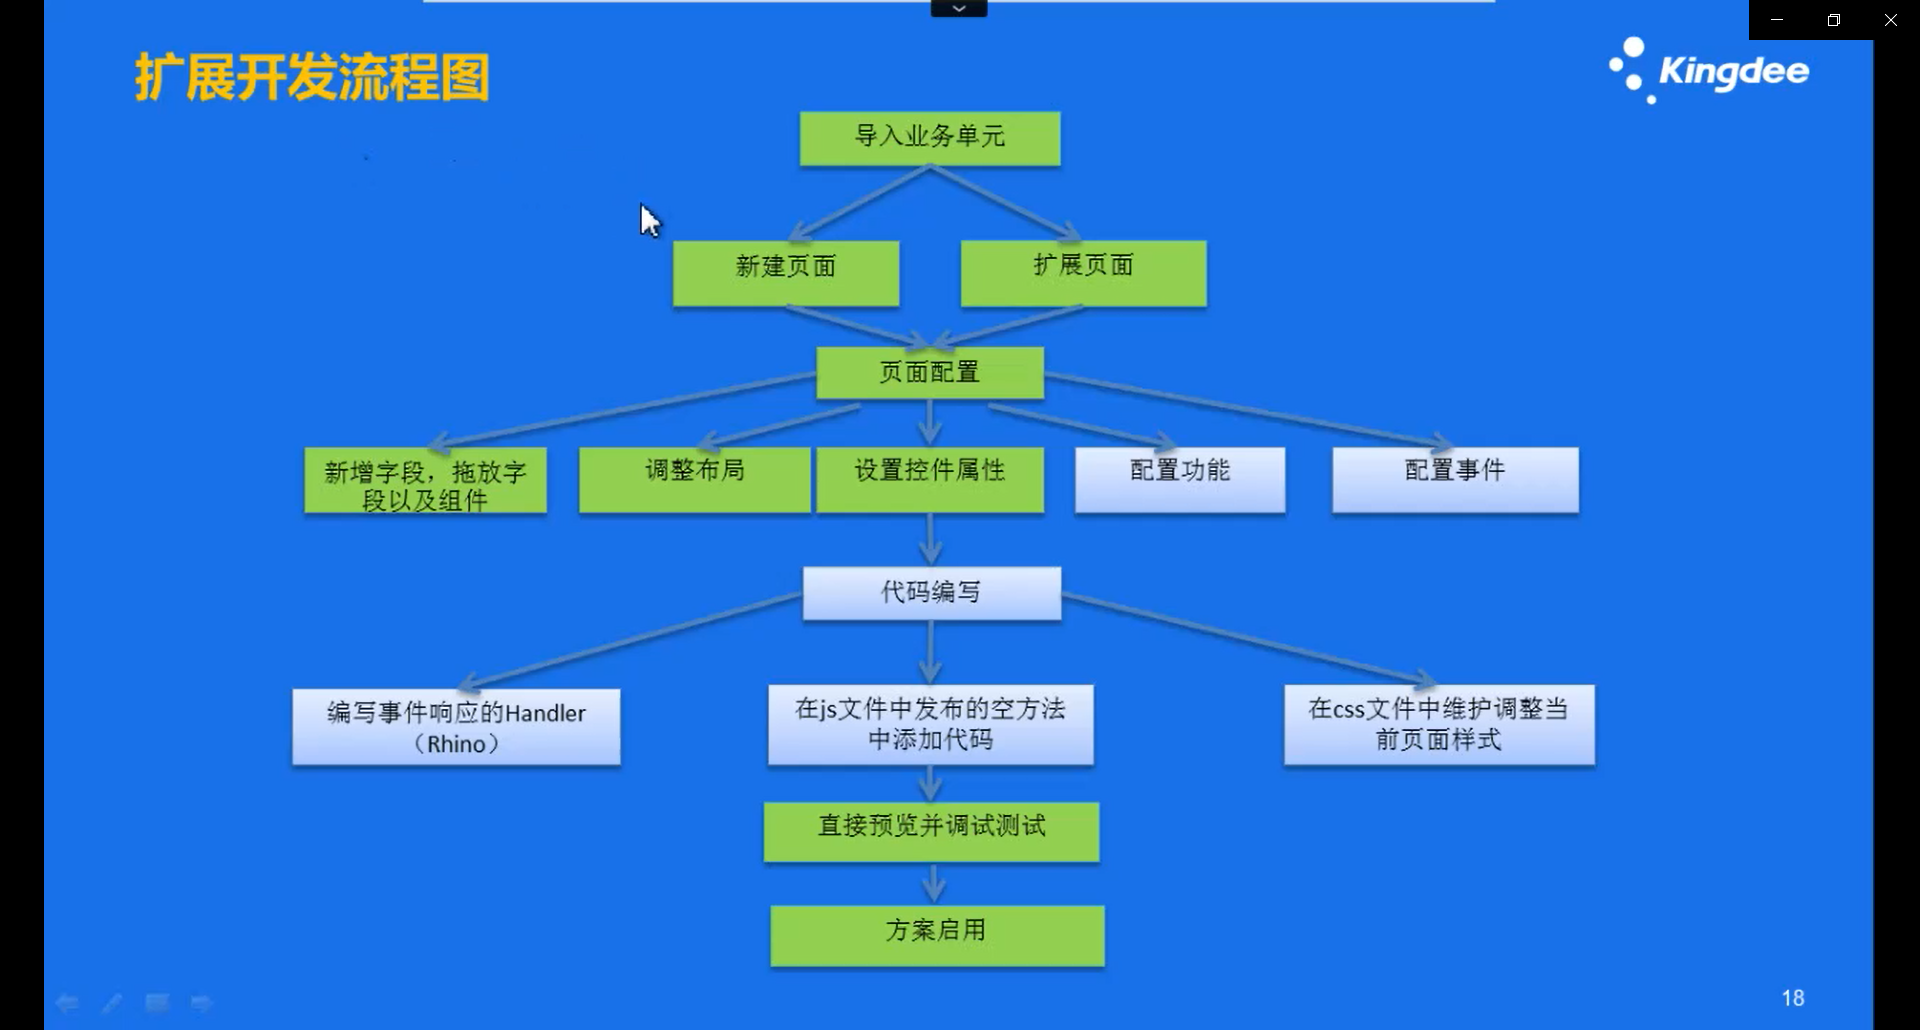 扩展开发流程图
Kingdee
导入业务单元
新建页面
扩展页面
页面配置
新增字段，拖放字
段以及组件
调整布局
设置控件属性
配置功能
配置事件
代码编写
编写事件响应的Handler
（Rhino）
在js文件中发布的空方法
中添加代码
在css文件中维护调整当
前页面样式
直接预览并调试测试
方案启用
18